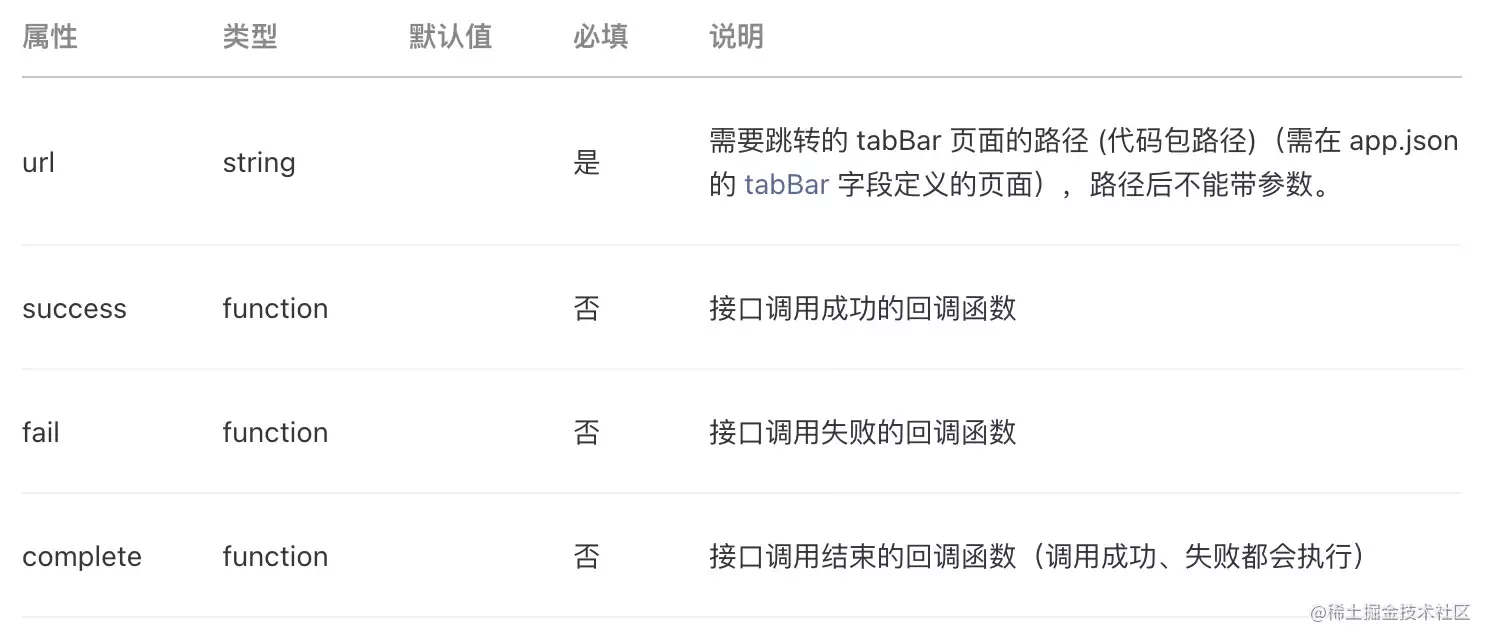 属性 类型 默认值 必填 说明
url string 是 需要跳转的 tabBar 页面的路径 (代码包路径)（需在 app.json
的 tabBar 字段定义的页面），路径后不能带参数。
success function 否 接口调用成功的回调函数
fail function 否 接口调用失败的回调函数
complete function 否 接口调用结束的回调函数（调用成功、失败都会执行）
@稀土掘金技术社区